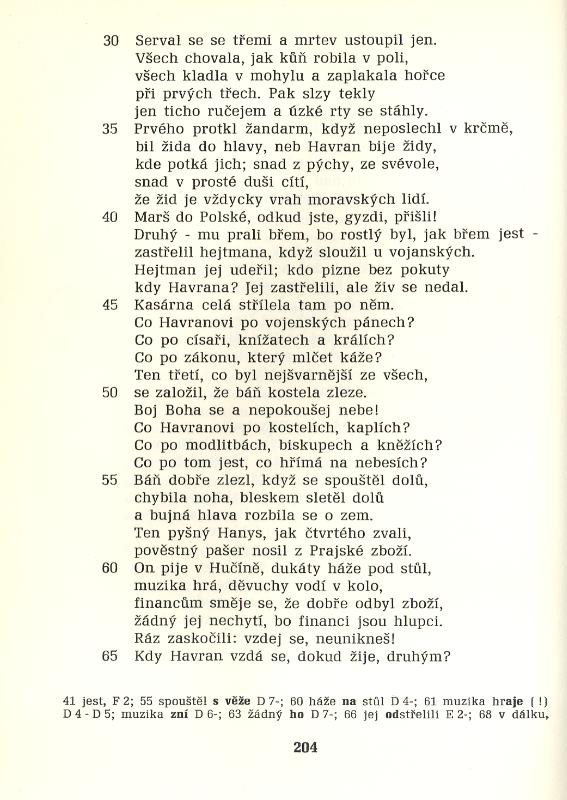 30 Serval se se třemi a mrtev ustoupil jen.
Všech chovala, jak kůň robila v poli,
všech kladla v mohylu a zaplakala hořce
při prvých třech. Pak slzy tekly
jen ticho ručejem a úzké rty se stáhly.
35 Prvého protkl žandarm, když neposlechl v krčmě,
bil žida do hlavy, neb Havran bije židy,
kde potká jich; snad z pýchy, ze svévole,
snad v prosté duši cítí,
že žid je vždycky vrah moravských lidí.
40 Marš do Polské, odkud jste, gyzdi, přišli!
Druhý - mu prali břem, bo rostlý byl, jak břem jest -
zastřelil hejtmana, když sloužil u vojanských.
Hejtman jej udeřil; kdo pizne bez pokuty
kdy Havrana? Jej zastřelili, ale živ se nedal.
45 Kasárna celá střílela tam po něm.
Co Havranovi po vojenských pánech?
Co po císaři, knížatech a králích?
Co po zákonu, který mlčet káže?
Ten třetí, co byl nejšvarnější ze všech,
50 se založil, že báň kostela zleze.
Boj Boha se a nepokoušej nebe!
Co Havranovi po kostelích, kaplích?
Co po modlitbách, biskupech a kněžích?
Co po tom jest, co hřímá na nebesích?
55 Báň dobře zlezl, když se spouštěl dolů,
chybila noha, bleskem sletěl dolů
a bujná hlava rozbila se o zem.
Ten pyšný Hanys, jak čtvrtého zvali,
pověstný pašer nosil z Prajské zboží.
60 On pije v Hučíně, dukáty háže pod stůl,
muzika hrá, děvuchy vodí v kolo,
financům směje se, že dobře odbyl zboží,
žádný jej nechytí, bo financi jsou hlupci.
Ráz zaskočili: vzdej se, neunikneš!
65 Kdy Havran vzdá se, dokud žije, druhým?
41 jest, F 2; 55 spouštěl s věže D 7-; 60 háže na stůl D 4-; 61 muzika hraje (!)
D 4 - D 5; muzika zní D 6-; 63 žádný ho D 7-; 66 jej odstřelili E 2-; 68 v dálku,
204